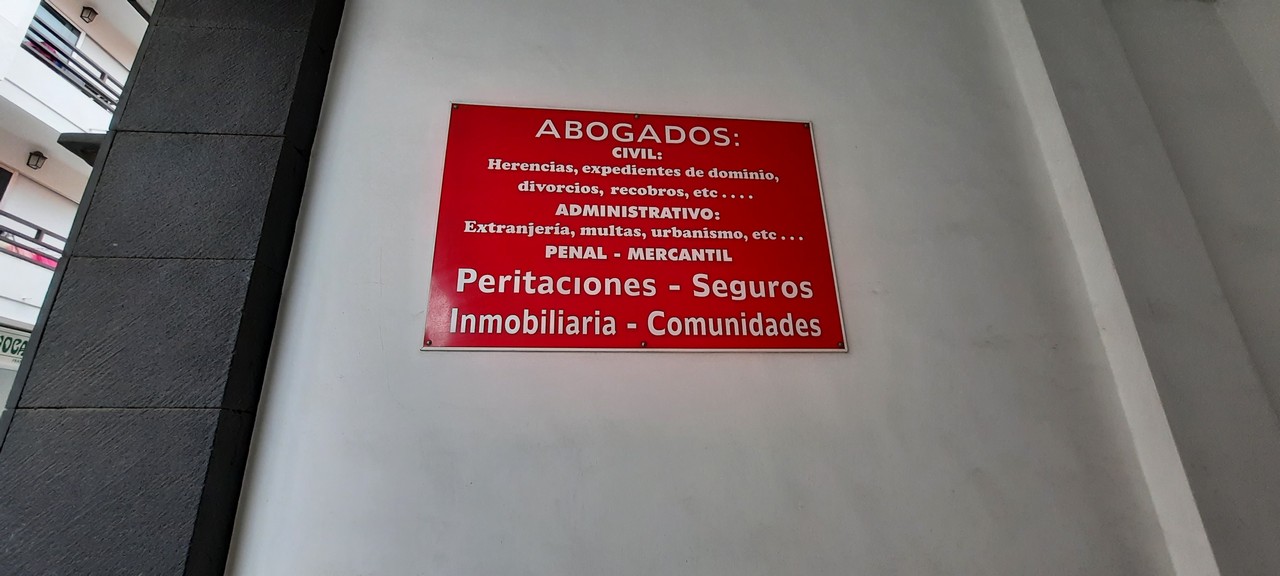 ABOGADOS:
CIVIL:
Herencias, expedientes de dominio,
divorcios, recobros, etc ....
ADMINISTRATIVO:
Extranjería, multas, urbanismo, etc ...
PENAL - MERCANTIL
Peritaciones - Seguros
Inmobiliaria - Comunidades